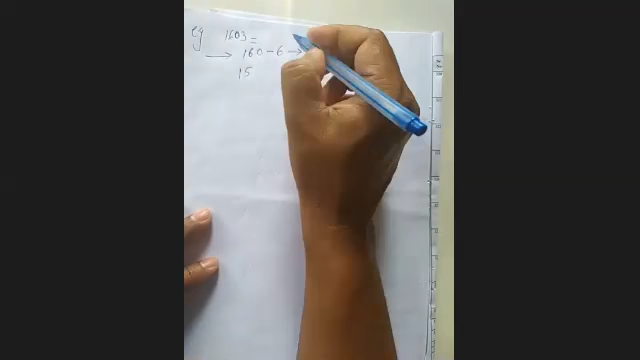 eg 1603 =
→ 160 - 6 →
15